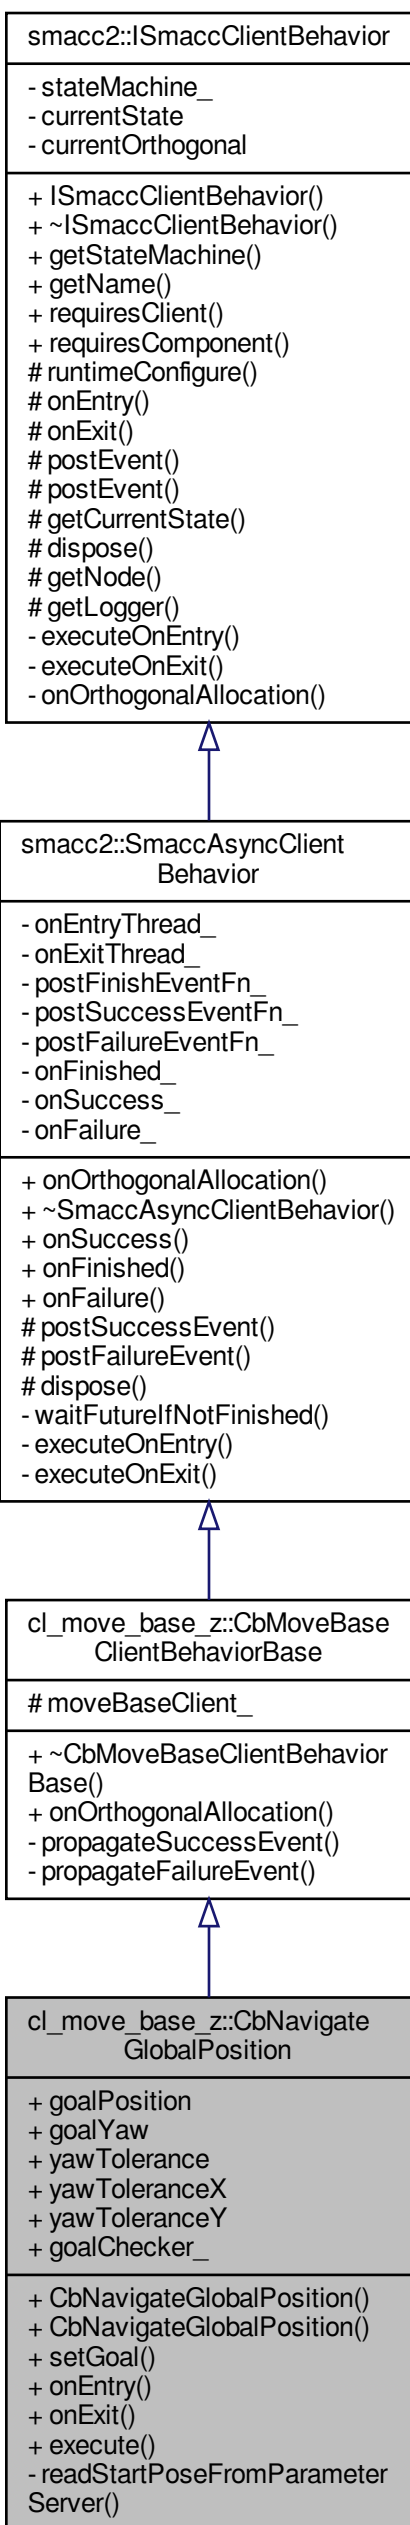 smacc2::ISmaccClientBehavior
- stateMachine_
- currentState
- currentOrthogonal
+ ISmaccClientBehavior()
+ ~ISmaccClientBehavior()
+ getStateMachine()
+ getName()
+ requiresClient()
+ requiresComponent()
# runtimeConfigure()
# onEntry()
# onExit()
# postEvent()
# postEvent()
# getCurrentState()
# dispose()
# getNode()
# getLogger()
- executeOnEntry()
- executeOnExit()
- onOrthogonalAllocation()
smacc2::SmaccAsyncClient
Behavior
- onEntryThread_
- onExitThread_
- postFinishEventFn_
- postSuccessEventFn_
- postFailureEventFn_
- onFinished_
- onSuccess_
- onFailure_
+ onOrthogonalAllocation()
+ ~SmaccAsyncClientBehavior()
+ onSuccess()
+ onFinished()
+ onFailure()
# postSuccessEvent()
# postFailureEvent()
# dispose()
- waitFutureIfNotFinished()
- executeOnEntry()
- executeOnExit()
cl_move_base_z::CbMoveBase
ClientBehaviorBase
# moveBaseClient_
+ ~CbMoveBaseClientBehavior
Base()
+ onOrthogonalAllocation()
- propagateSuccessEvent()
- propagateFailureEvent()
cl_move_base_z::CbNavigate
GlobalPosition
+ goalPosition
+ goalYaw
+ yawTolerance
+ yawToleranceX
+ yawToleranceY
+ goalChecker_
+ CbNavigateGlobalPosition()
+ CbNavigateGlobalPosition()
+ setGoal()
+ onEntry()
+ onExit()
+ execute()
- readStartPoseFromParameter
Server()